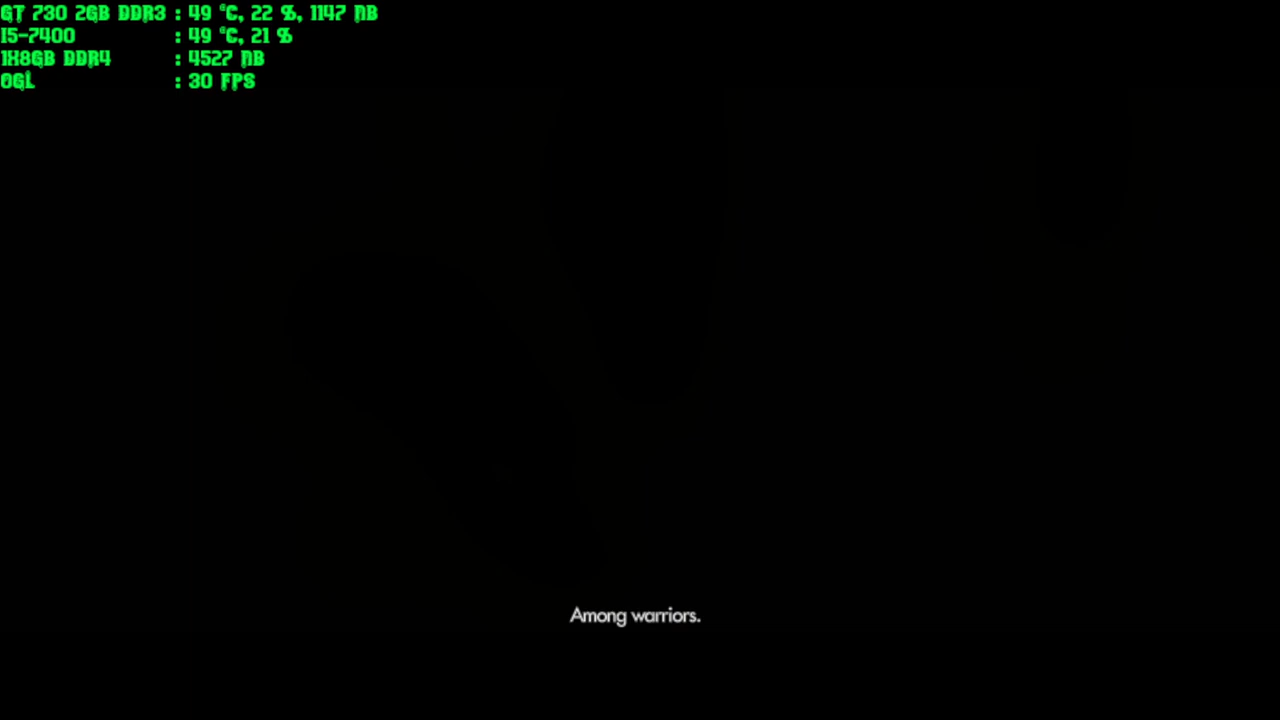 GT 730 2GB DDR3 : 49 °C, 22 %, 1147 MB
I5-7400 : 49 °C, 21 %
1X8GB DDR4 : 4527 MB
OGL : 30 FPS
Among warriors.